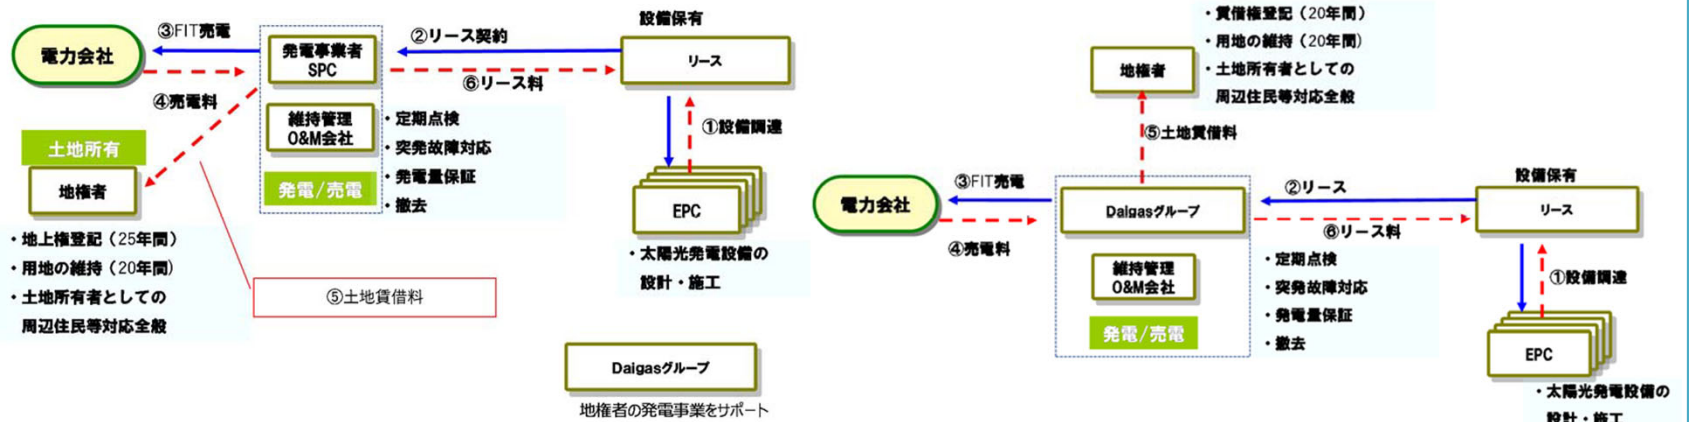 設備保有
③FIT売電
②リース契約
電力会社
発電事業者
SPC
リース
⑥リース料
④売電料
維持管理
O&M会社
・定期点検
・突発故障対応
・発電量保証
・撤去
①設備調達
土地所有
地権者
発電/売電
EPC
・地上権登記（25年間）
・用地の維持（20年間）
・土地所有者としての
周辺住民等対応全般
⑤土地賃借料
・太陽光発電設備の
設計・施工
Daigasグループ
地権者の発電事業をサポート
・賃借権登記（20年間）
・用地の維持（20年間）
・土地所有者としての
周辺住民等対応全般
地権者
⑤土地賃借料
③FIT売電
②リース
設備保有
電力会社
Daigasグループ
リース
④売電料
⑥リース料
維持管理
O&M会社
・定期点検
・突発故障対応
・発電量保証
・撤去
①設備調達
発電/売電
EPC
・太陽光発電設備の
設計・施工